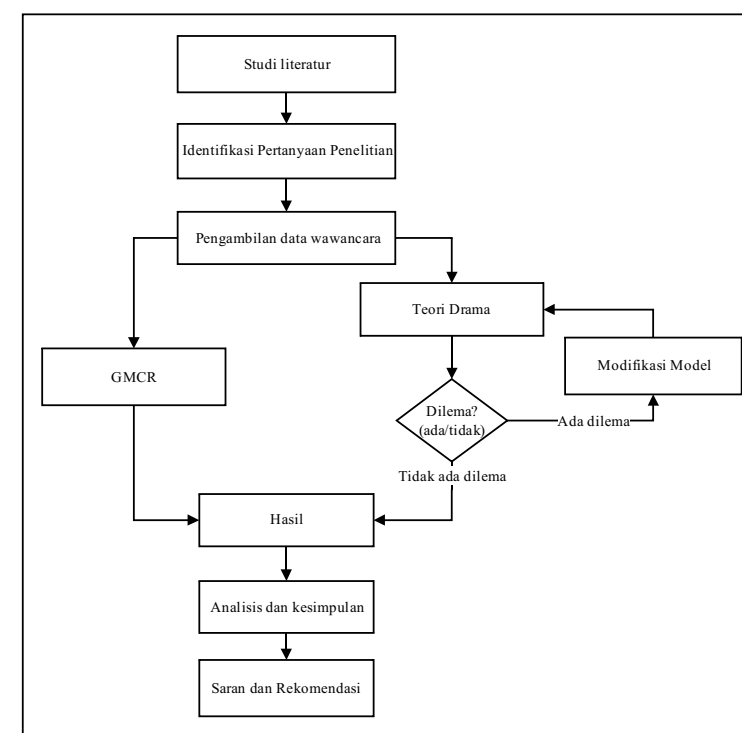 Studi literatur
Identifikasi Pertanyaan Penelitian
Pengambilan data wawancara
Teori Drama
GMCR
Modifikasi Model
Dilema?
(ada/tidak)
Ada dilema
Tidak ada dilema
Hasil
Analisis dan kesimpulan
Saran dan Rekomendasi